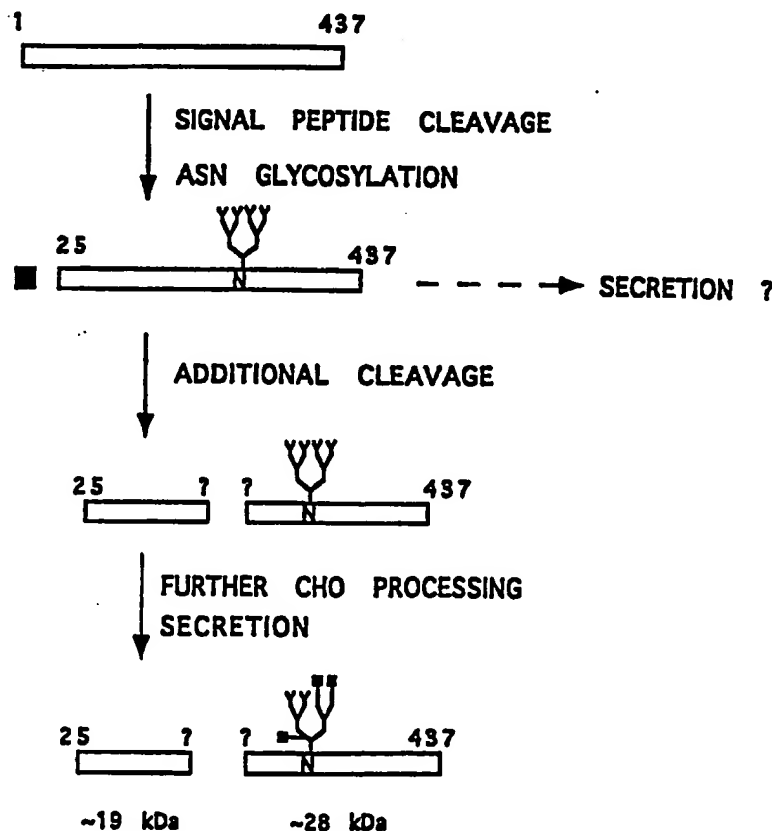 1 437
SIGNAL PEPTIDE CLEAVAGE
ASN GLYCOSYLATION
25 437
N
SECRETION ?
ADDITIONAL CLEAVAGE
25 ? ? 437
N
FURTHER CHO PROCESSING
SECRETION
25 ? ? 437
N
~19 kDa ~28 kDa